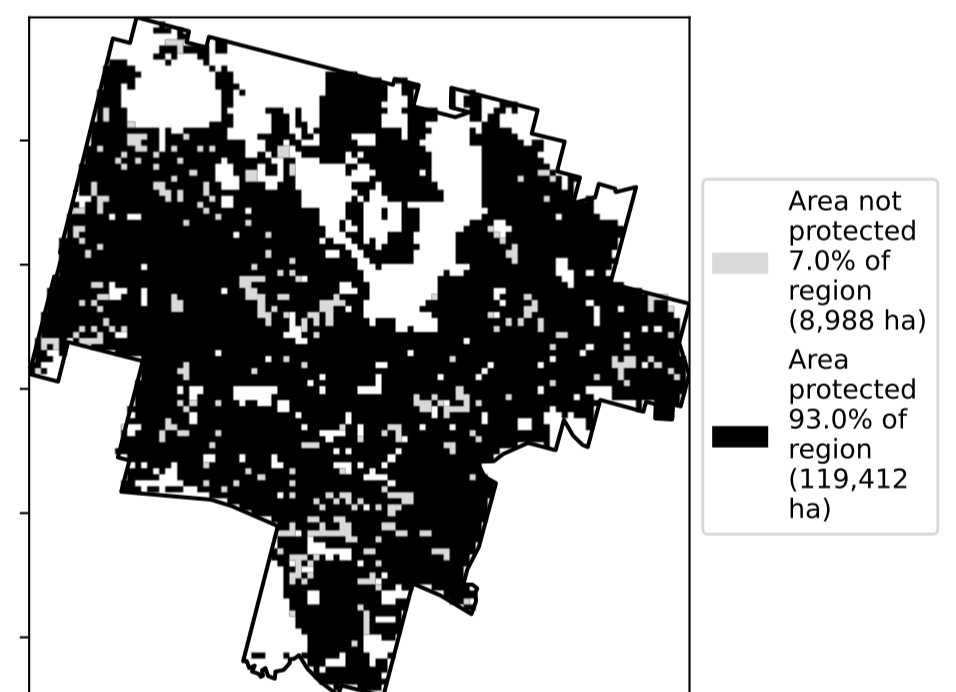 Area not
protected
7.0% of
region
(8,988 ha)
Area
protected
93.0% of
region
(119,412
ha)